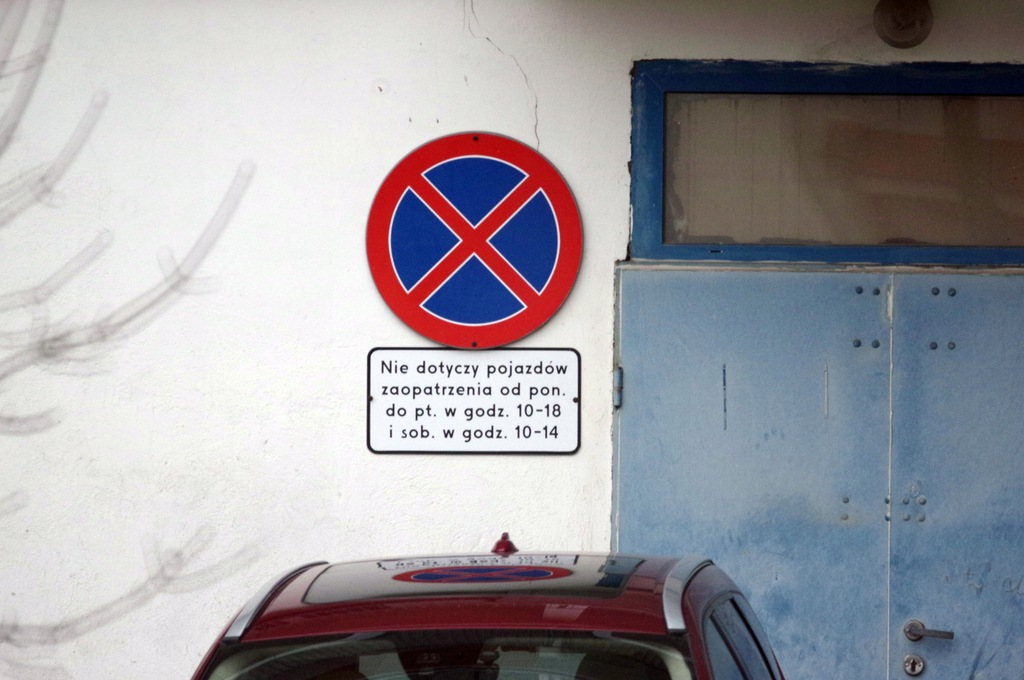 Nie dotyczy pojazdów
zaopatrzenia od pon.
do pt. w godz. 10-18
i sob. w godz. 10-14